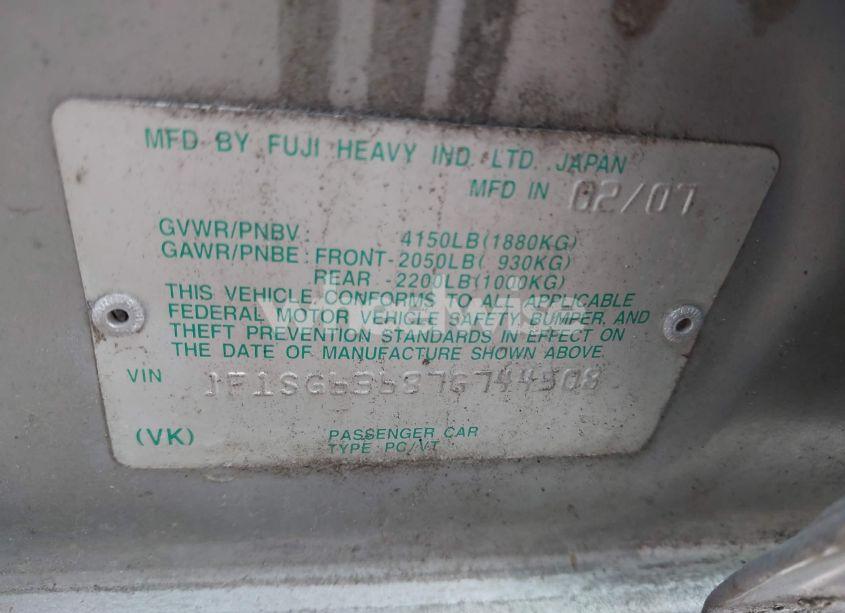 MFD BY FUJI HEAVY IND. LTD. JAPAN
MFD IN 02/07
GVWR/PNBV 4150LB(1880KG)
GAWR/PNBE: FRONT-2050LB( 930KG)
REAR -2200LB(1000KG)
THIS VEHICLE CONFORMS TO ALL APPLICABLE
FEDERAL MOTOR VEHICLE SAFETY, BUMPER, AND
THEFT PREVENTION STANDARDS IN EFFECT ON
THE DATE OF MANUFACTURE SHOWN ABOVE.
VIN
(VK) PASSENGER CAR
TYPE PC/VT